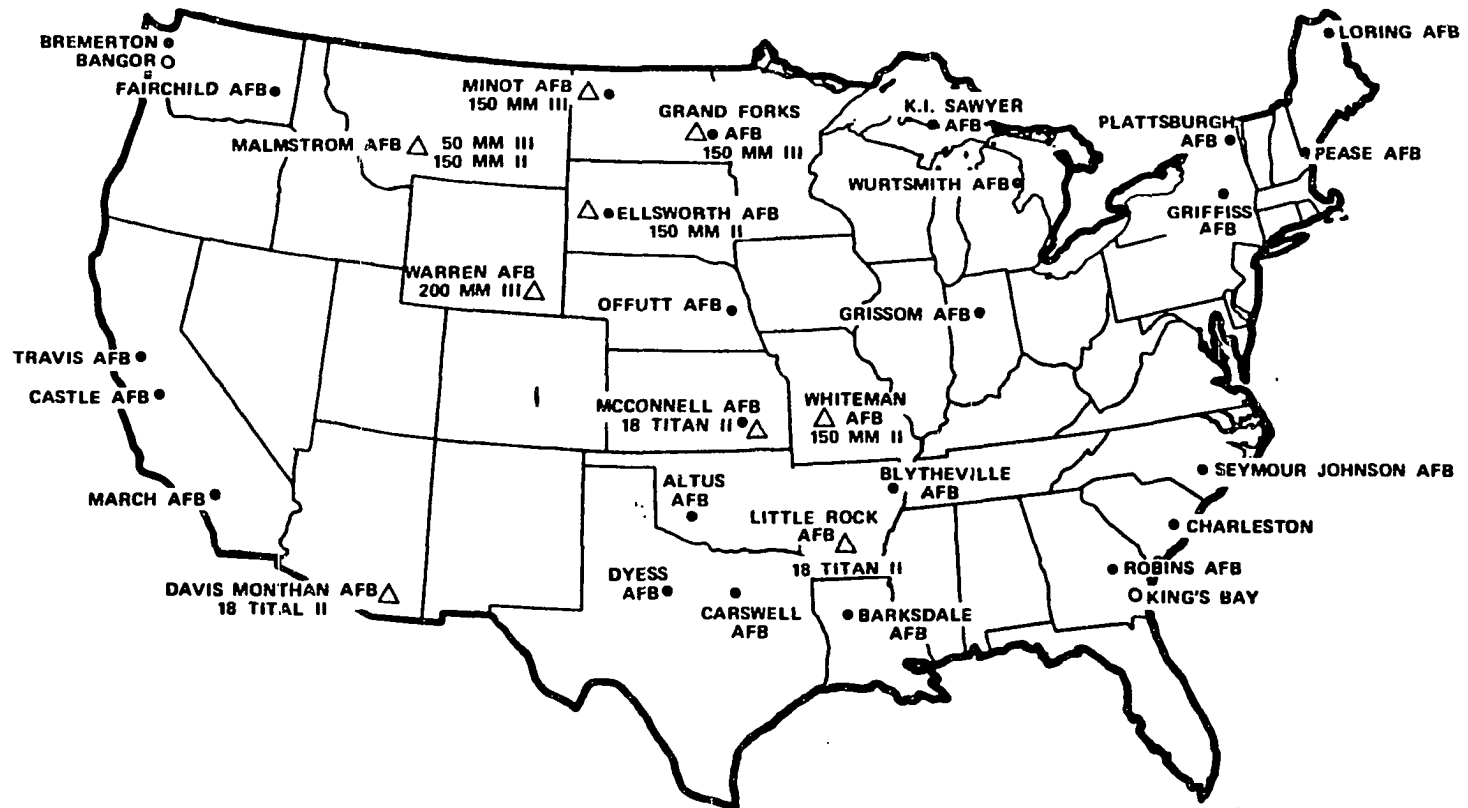 BREMERTON
BANGOR
FAIRCHILD AFB
MINOT AFB
150 MM III
GRAND FORKS
AFB
150 MM III
K.I. SAWYER
AFB
LORING AFB
PLATTSBURGH
AFB
PEASE AFB
MALMSTROM AFB 50 MM III
150 MM II
WURTSMITH AFB
GRIFFISS
AFB
ELLSWORTH AFB
150 MM II
WARREN AFB
200 MM III
OFFUTT AFB
GRISSOM AFB
TRAVIS AFB
CASTLE AFB
MCCONNELL AFB
18 TITAN II
WHITEMAN
AFB
150 MM II
MARCH AFB
ALTUS
AFB
BLYTHEVILLE
AFB
SEYMOUR JOHNSON AFB
LITTLE ROCK
AFB
18 TITAN II
CHARLESTON
DAVIS MONTHAN AFB
18 TITAL II
DYESS
AFB
CARSWELL
AFB
BARKSDALE
AFB
ROBINS AFB
KING'S BAY